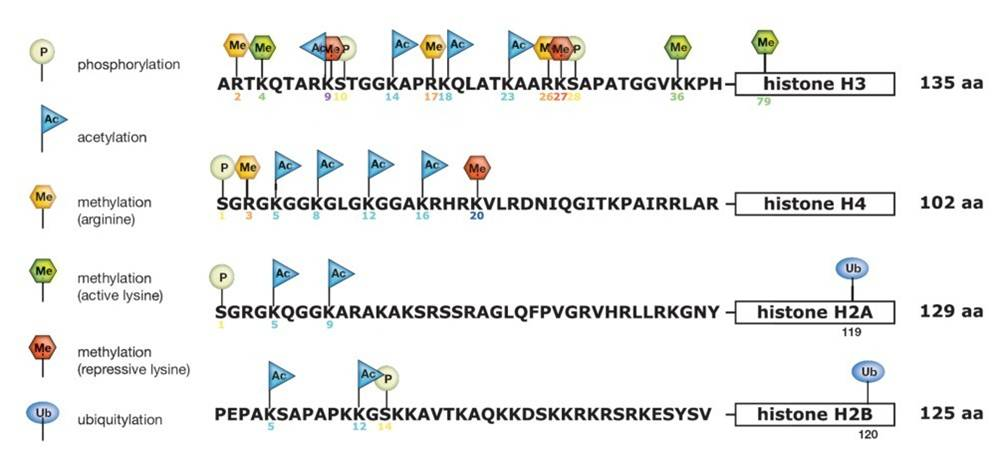 P phosphorylation
Ac acetylation
Me methylation
(arginine)
Me methylation
(active lysine)
Me methylation
(repressive lysine)
Ub ubiquitylation
Me Me Ac Me P Ac Me Ac Ac M Me P Me Me
ARTKQTARKSTGGKAPRKQLATKAARKSAPATGGVKKPH histone H3 135 aa
2 4 9 10 14 17 18 23 26 27 28 36 79
P Me Ac Ac Ac Ac Me
SGRGKGGKGLGKGGAKRHRKVLRDNIQGITKPAIRRLAR histone H4 102 aa
1 3 5 8 12 16 20
P Ac Ac Ub
SGRGKQGGKARAKAKSRSSRAGLQFPVGRVHRLLRKGNY histone H2A 129 aa
1 5 9 119
Ac Ac P Ub
PEPAKSAPAPKKGSKKAVTKAQKKDSKKRKRSRKESYSV histone H2B 125 aa
5 12 14 120